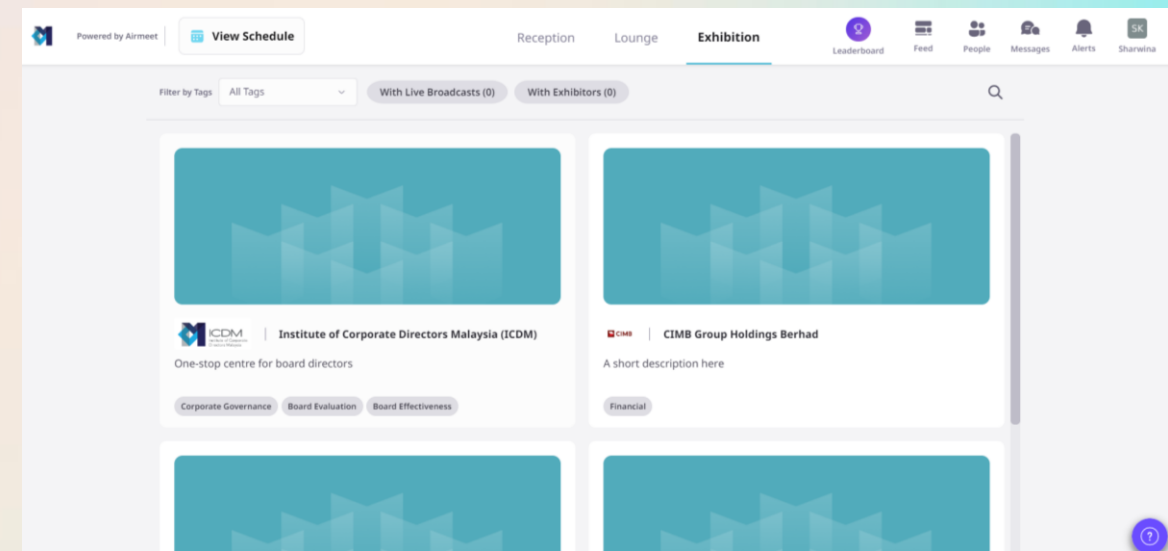 Powered by Airmeet
View Schedule
Reception
Lounge
Exhibition
Leaderboard
Feed
People
Messages
Alerts
SK
Sharwina
Filter by Tags
All Tags
With Live Broadcasts (0)
With Exhibitors (0)
ICDM
Institute of Corporate Directors Malaysia (ICDM)
One-stop centre for board directors
Corporate Governance
Board Evaluation
Board Effectiveness
CIMB
CIMB Group Holdings Berhad
A short description here
Financial
?